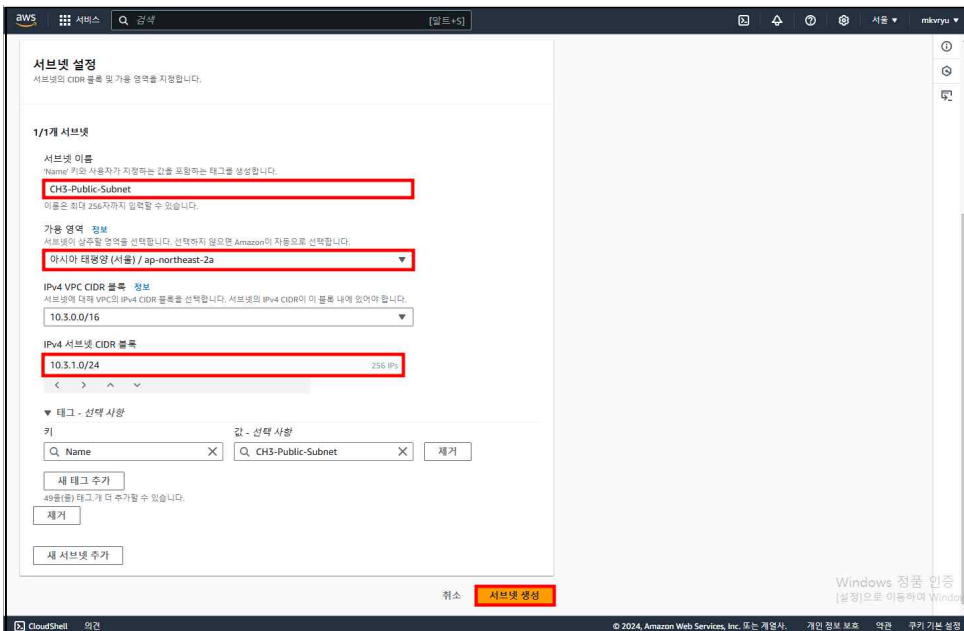 aws 서비스 검색 [알트+S] 서울 ▼ mkvryu ▼
서브넷 설정
서브넷의 CIDR 블록 및 가용 영역을 지정합니다.
1/1개 서브넷
서브넷 이름
'Name' 키와 사용자가 지정하는 값을 포함하는 태그를 생성합니다.
CH3-Public-Subnet
이름은 최대 256자까지 입력할 수 있습니다.
가용 영역 정보
서브넷이 상주할 영역을 선택합니다. 선택하지 않으면 Amazon이 자동으로 선택합니다.
아시아 태평양 (서울) / ap-northeast-2a
IPv4 VPC CIDR 블록 정보
서브넷에 대해 VPC의 IPv4 CIDR 블록을 선택합니다. 서브넷의 IPv4 CIDR이 이 블록 내에 있어야 합니다.
10.3.0.0/16
IPv4 서브넷 CIDR 블록
10.3.1.0/24 256 IPs
▼ 태그 - 선택 사항
키 값 - 선택 사항
Name CH3-Public-Subnet 제거
새 태그 추가
49을(를) 태그.개 더 추가할 수 있습니다.
제거
새 서브넷 추가
취소 서브넷 생성
Windows 정품 인증
[설정]으로 이동하여 Window
CloudShell 의견 © 2024, Amazon Web Services, Inc. 또는 계열사. 개인 정보 보호 약관 쿠키 기본 설정